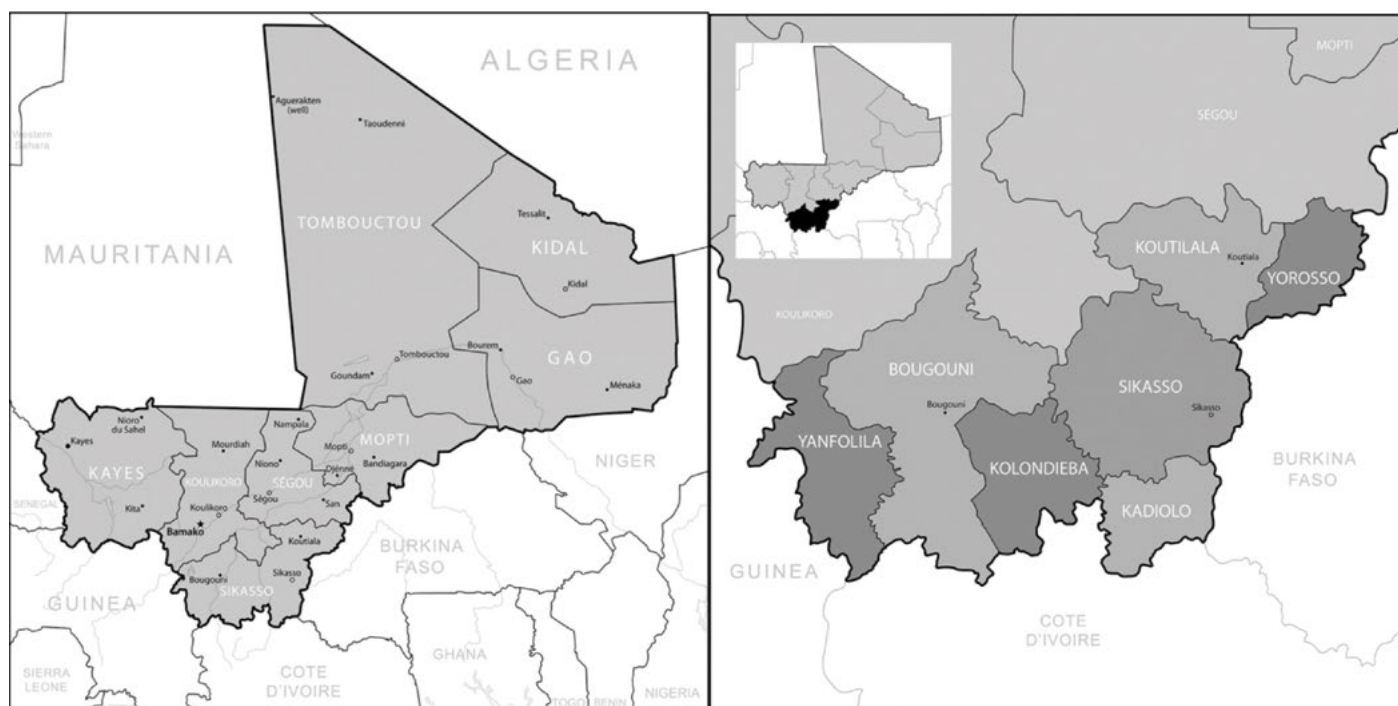 ALGERIA
Western
Sahara
Aguerakten
(well)
Taoudenni
TOMBOUCTOU
Tessalit
KIDAL
Kidal
MAURITANIA
Tombouctou
Bourem
GAO
Goundam
Gao
Ménaka
Nioro
du Sahel
Nampala
Kayes
Mourdiah
Mopti
MOPTI
KAYES
Niono
Djénné
Bandiagara
NIGER
KOULIKORO
SÉGOU
Ségou
SENEGAL
Kita
Koulikoro
San
Bamako
Koutiala
BURKINA
FASO
Bougouni
Sikasso
SIKASSO
GUINEA
SIERRA
LEONE
COTE
D'IVOIRE
GHANA
TOGO
BENIN
NIGERIA
MOPTI
SÉGOU
KOUTILALA
Koutiala
YOROSSO
KOULIKORO
BOUGOUNI
Bougouni
SIKASSO
Sikasso
YANFOLILA
KOLONDIEBA
BURKINA
FASO
KADIOLO
GUINEA
COTE
D'IVOIRE